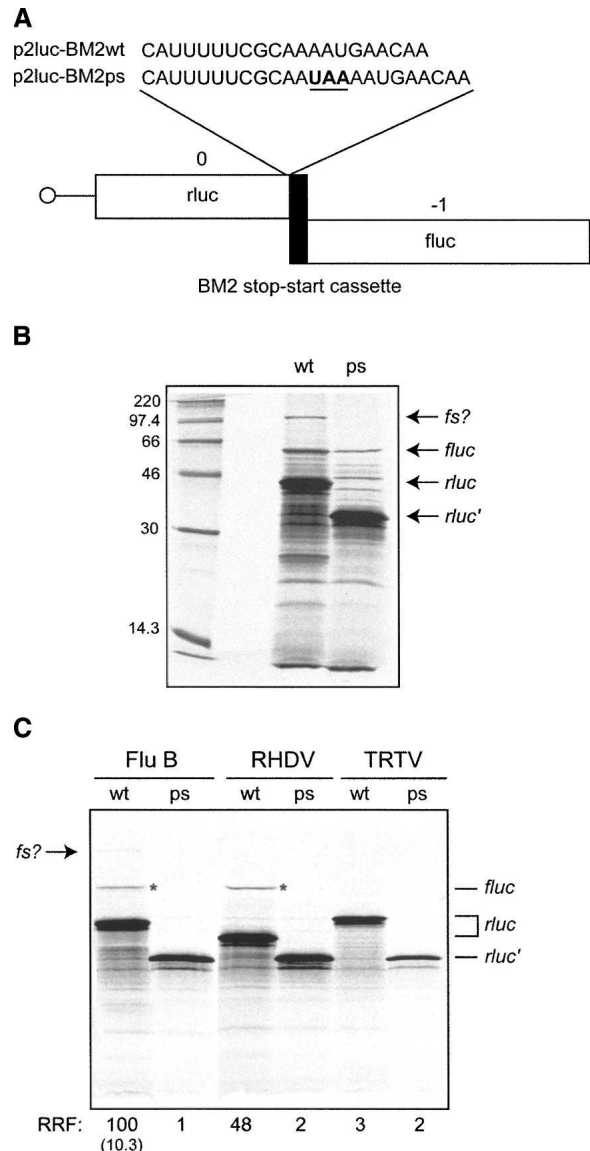 A
p2luc-BM2wt CAUUUUUCGCAAAAUGAACAA
p2luc-BM2ps CAUUUUUCGCAAUAAAAUGAACAA
0
rluc
-1
fluc
BM2 stop-start cassette
B
wt ps
220
97.4
66
46
30
14.3
fs?
fluc
rluc
rluc'
C
Flu B RHDV TRTV
wt ps wt ps wt ps
fs?
* *
fluc
rluc
rluc'
RRF: 100 1 48 2 3 2
(10.3)